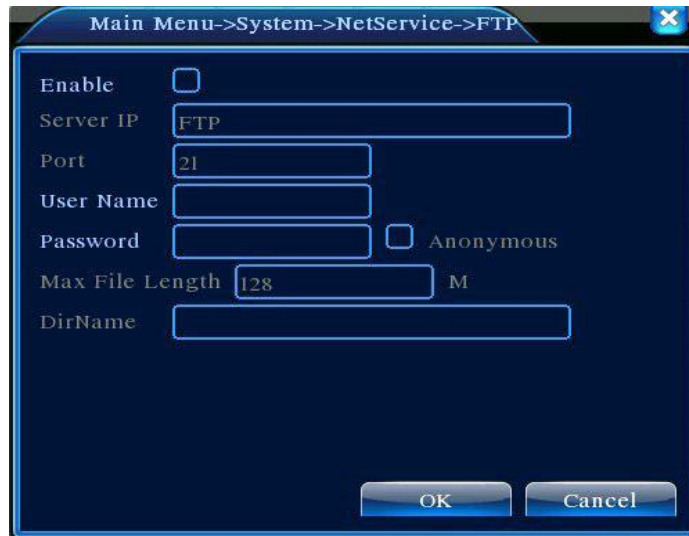 Main Menu->System->NetService->FTP
Enable
Server IP FTP
Port 21
User Name
Password Anonymous
Max File Length 128 M
DirName
OK Cancel